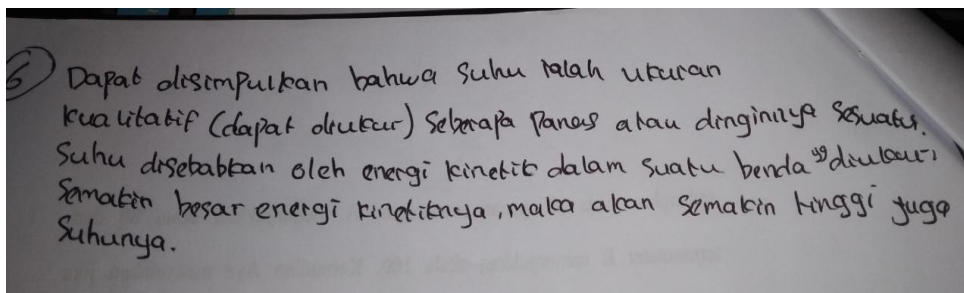 6 Dapat disimpulkan bahwa Suhu ialah ukuran
kualitatif (dapat diukur) Seberapa Panas atau dinginnya Sesuatu.
Suhu disebabkan oleh energi kinetik dalam suatu benda yg diukur,
Semakin besar energi kinetiknya, maka akan semakin tinggi juga
Suhunya.